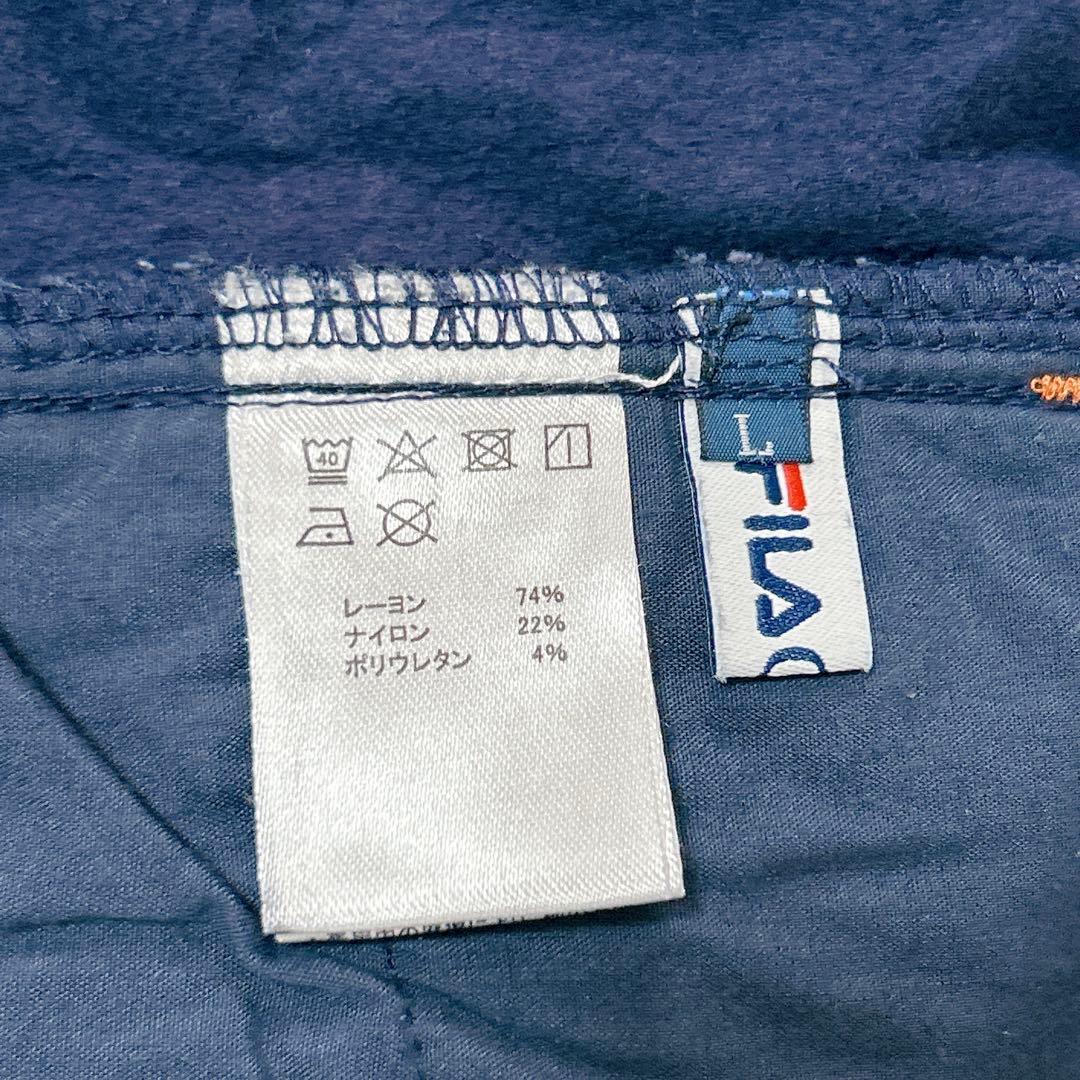 40
レーヨン 74%
ナイロン 22%
ポリウレタン 4%
L
FILA